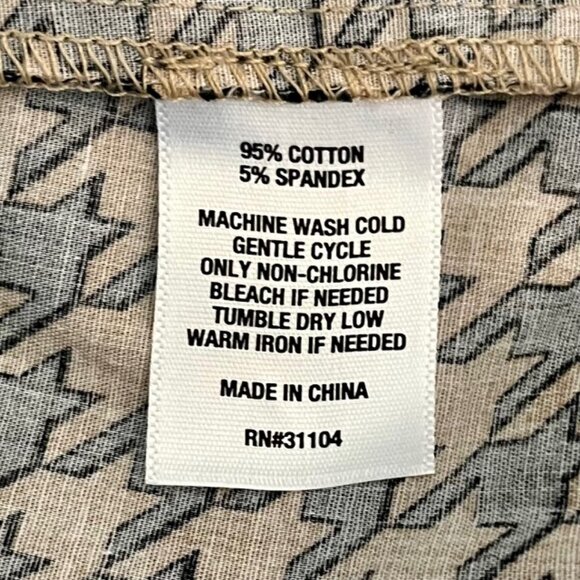 95% COTTON
5% SPANDEX
MACHINE WASH COLD
GENTLE CYCLE
ONLY NON-CHLORINE
BLEACH IF NEEDED
TUMBLE DRY LOW
WARM IRON IF NEEDED
MADE IN CHINA
RN#31104